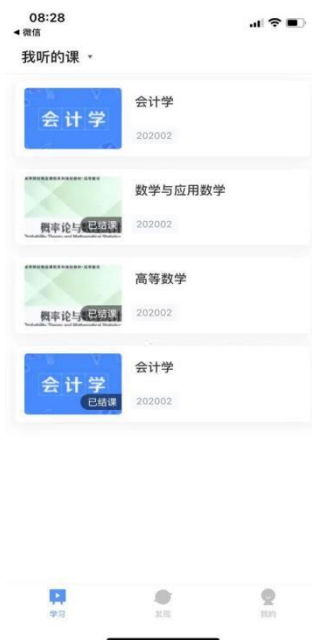 08:28
微信
我听的课
会计学
会计学
202002
概率论与
已结课
数学与应用数学
202002
概率论与
已结课
高等数学
202002
会计学
已结课
会计学
202002
学习
发现
我的